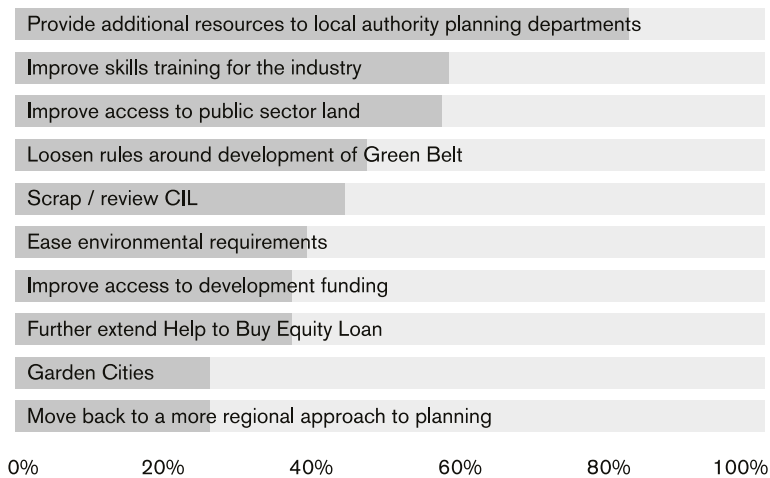 Provide additional resources to local authority planning departments
Improve skills training for the industry
Improve access to public sector land
Loosen rules around development of Green Belt
Scrap / review CIL
Ease environmental requirements
Improve access to development funding
Further extend Help to Buy Equity Loan
Garden Cities
Move back to a more regional approach to planning
0% 20% 40% 60% 80% 100%